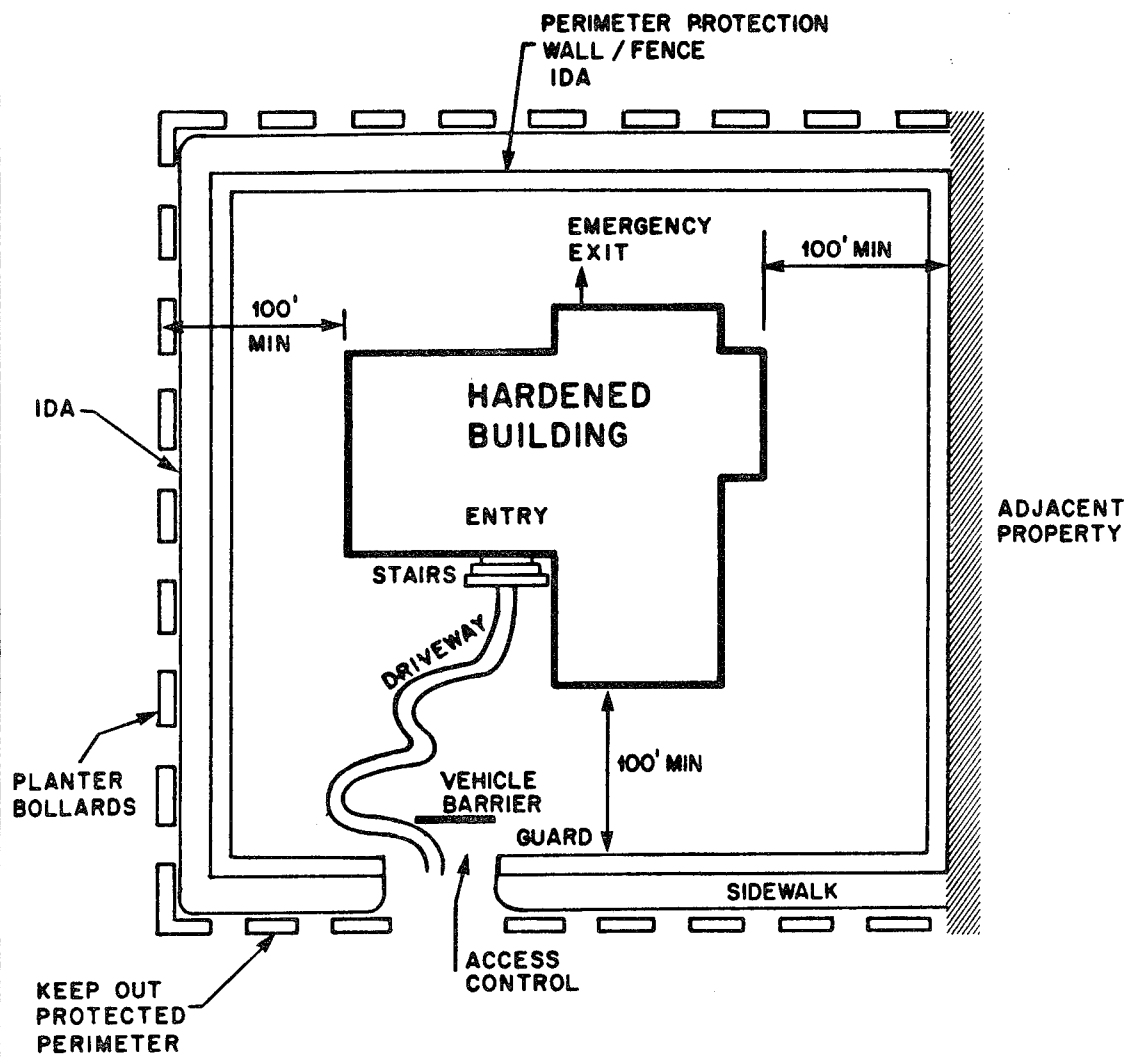 PERIMETER PROTECTION
WALL / FENCE
IDA
EMERGENCY
EXIT
100' MIN
100'
MIN
IDA
HARDENED
BUILDING
ADJACENT
PROPERTY
ENTRY
STAIRS
DRIVEWAY
PLANTER
BOLLARDS
VEHICLE
BARRIER
100' MIN
GUARD
SIDEWALK
ACCESS
CONTROL
KEEP OUT
PROTECTED
PERIMETER